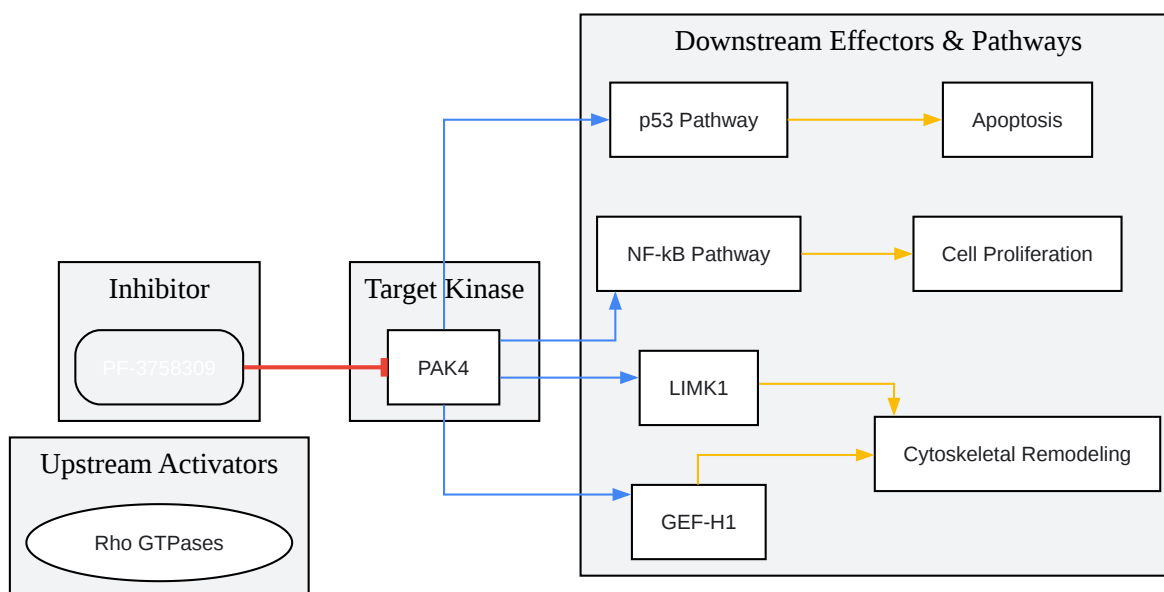 Downstream Effectors & Pathways
p53 Pathway
Apoptosis
NF-kB Pathway
Cell Proliferation
Inhibitor
Target Kinase
PF-3758309
PAK4
LIMK1
Cytoskeletal Remodeling
Upstream Activators
GEF-H1
Rho GTPases